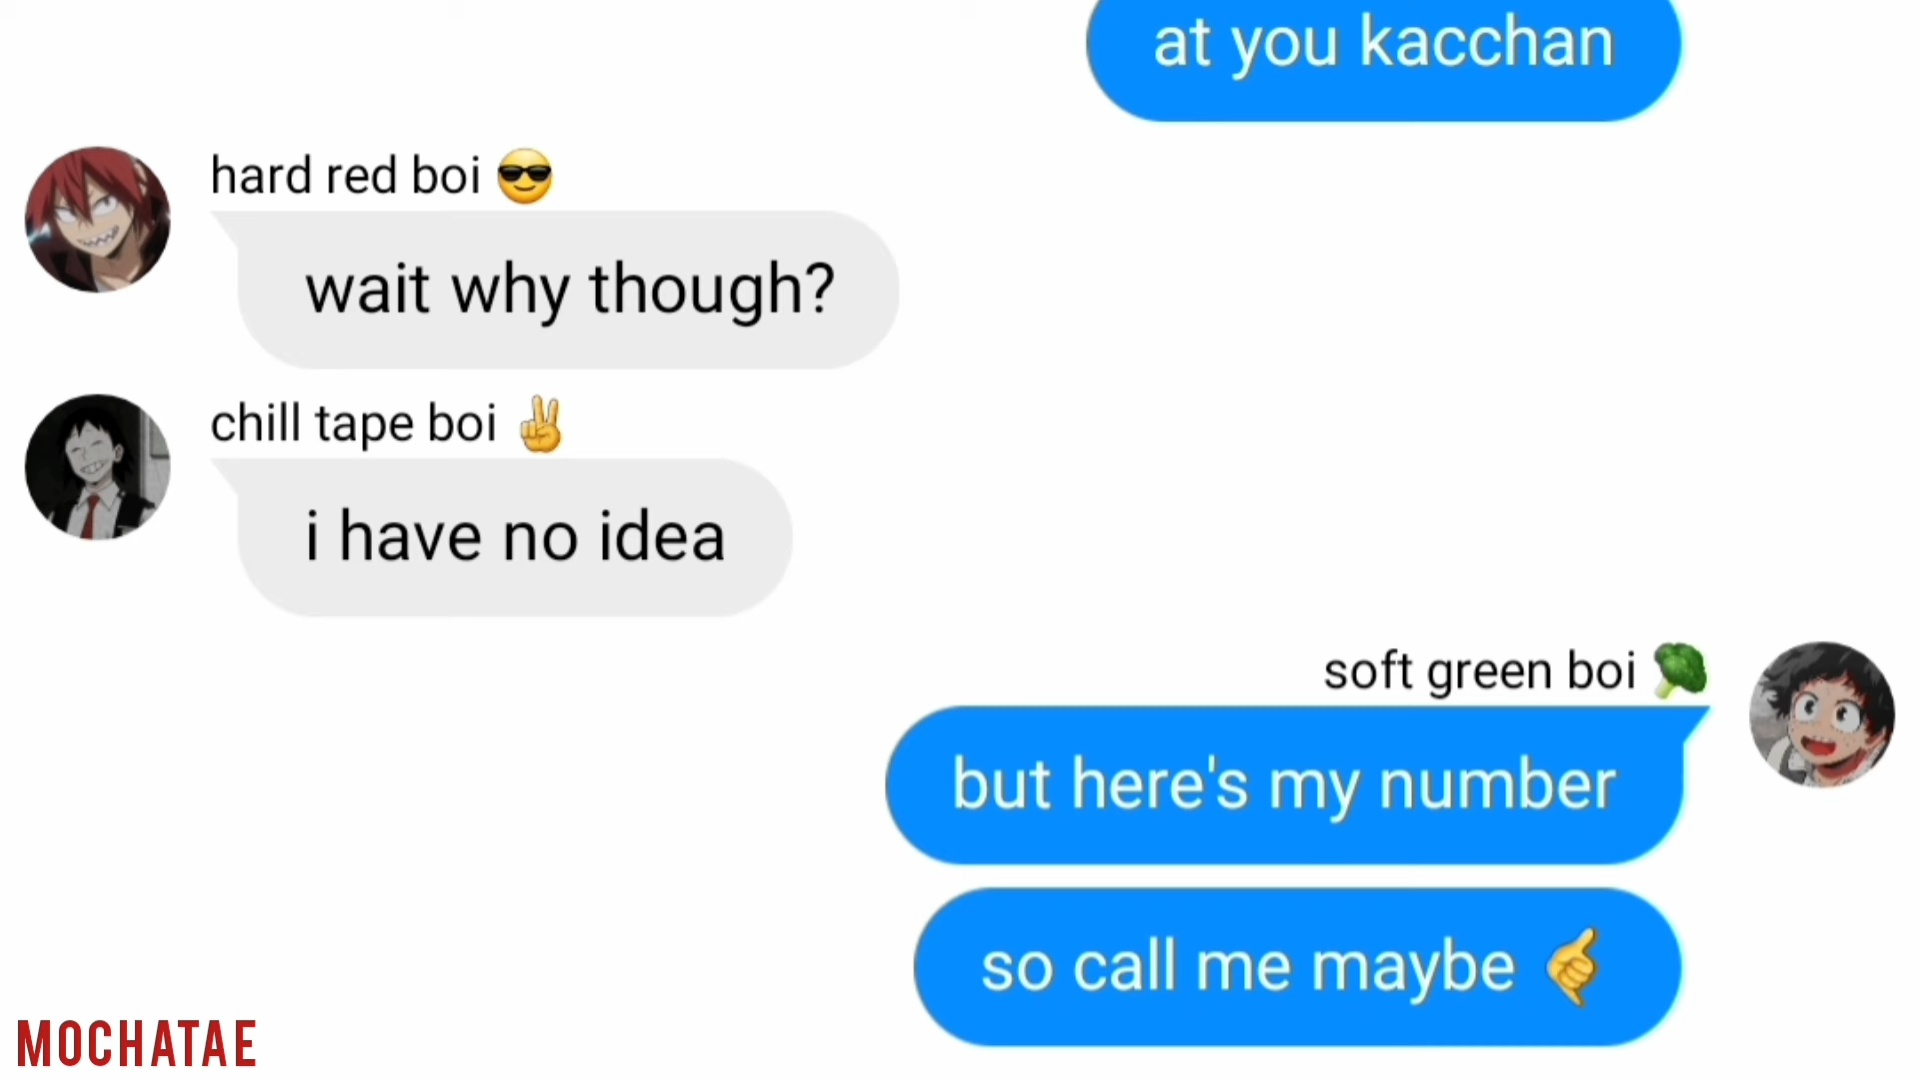 at you kacchan
hard red boi 😎
wait why though?
chill tape boi ✌️
i have no idea
soft green boi 🥦
but here's my number
so call me maybe 🤙
MOCHATAE